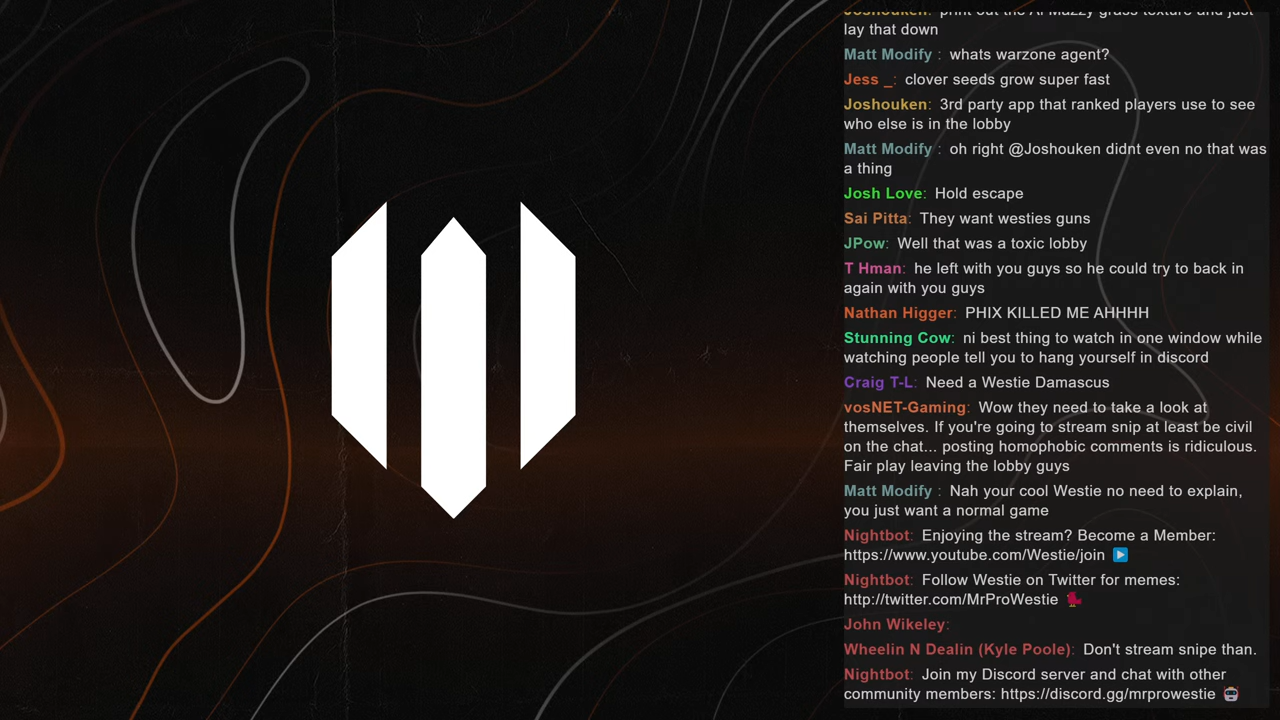 Joshouken: print out the Al Mazzy grass texture and just
lay that down
Matt Modify : whats warzone agent?
Jess _: clover seeds grow super fast
Joshouken: 3rd party app that ranked players use to see
who else is in the lobby
Matt Modify : oh right @Joshouken didnt even no that was
a thing
Josh Love: Hold escape
Sai Pitta: They want westies guns
JPow: Well that was a toxic lobby
T Hman: he left with you guys so he could try to back in
again with you guys
Nathan Higger: PHIX KILLED ME AHHHH
Stunning Cow: ni best thing to watch in one window while
watching people tell you to hang yourself in discord
Craig T-L: Need a Westie Damascus
vosNET-Gaming: Wow they need to take a look at
themselves. If you're going to stream snip at least be civil
on the chat... posting homophobic comments is ridiculous.
Fair play leaving the lobby guys
Matt Modify : Nah your cool Westie no need to explain,
you just want a normal game
Nightbot: Enjoying the stream? Become a Member:
https://www.youtube.com/Westie/join
Nightbot: Follow Westie on Twitter for memes:
http://twitter.com/MrProWestie
John Wikeley:
Wheelin N Dealin (Kyle Poole): Don't stream snipe than.
Nightbot: Join my Discord server and chat with other
community members: https://discord.gg/mrprowestie